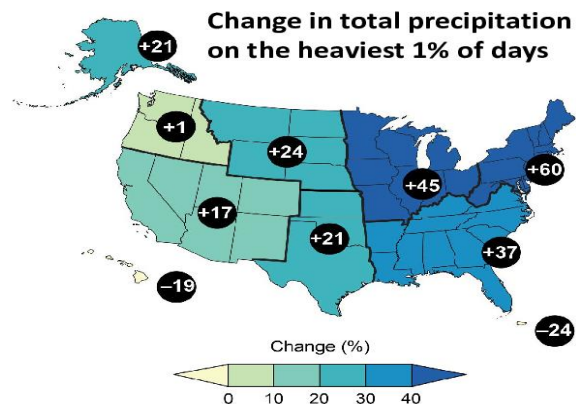 Change in total precipitation
on the heaviest 1% of days
+21
+1
+24
+45
+60
+17
+21
+37
–19
–24
Change (%)
0 10 20 30 40